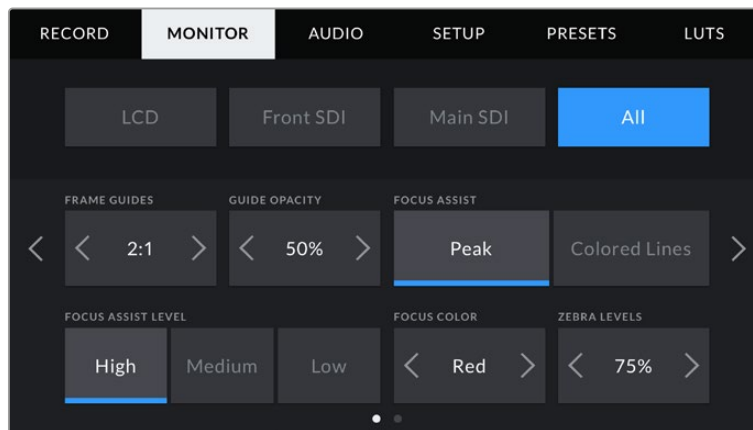 RECORD MONITOR AUDIO SETUP PRESETS LUTS
LCD Front SDI Main SDI All
FRAME GUIDES GUIDE OPACITY FOCUS ASSIST
2:1 50% Peak Colored Lines
FOCUS ASSIST LEVEL FOCUS COLOR ZEBRA LEVELS
High Medium Low Red 75%